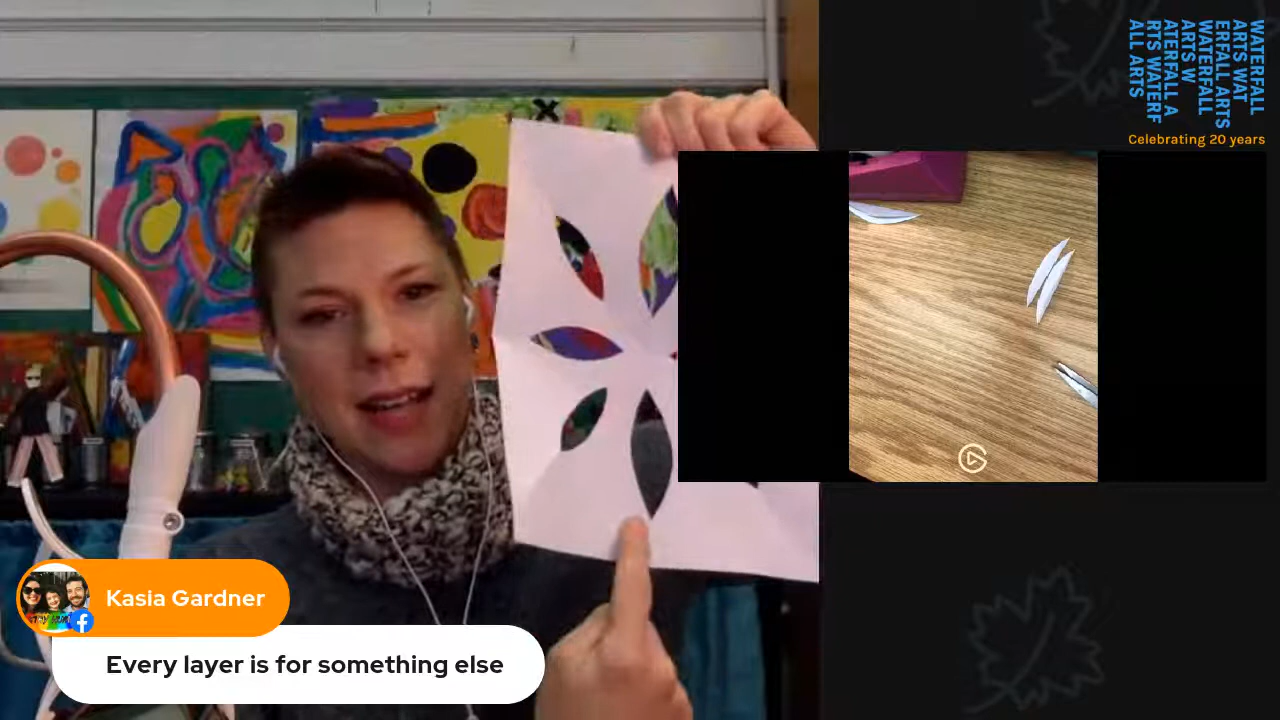 WATERFALL
ARTS WAT
ERFALL ARTS
WATERFALL
ARTS W
ATERFALL A
RTS WATERF
ALL ARTS
Celebrating 20 years
Kasia Gardner
Every layer is for something else